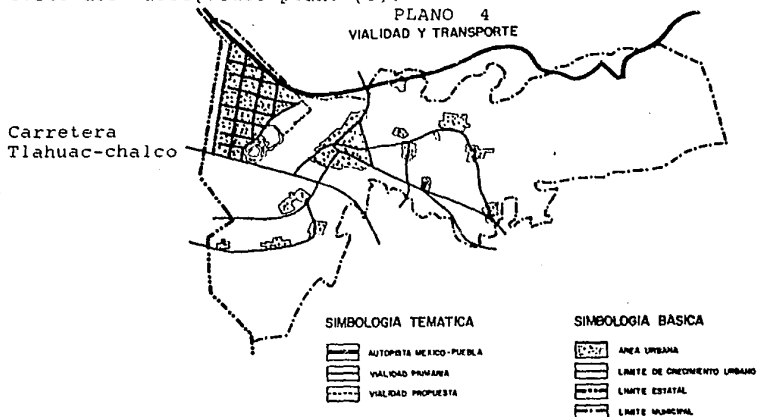 PLANO 4
VIALIDAD Y TRANSPORTE
Carretera
Tlahuac-chalco
SIMBOLOGIA TEMATICA
AUTOPISTA MEXICO-PUEBLA
VIALIDAD PRIMARIA
VIALIDAD PROPUESTA
SIMBOLOGIA BASICA
AREA URBANA
LIMITE DE CRECIMIENTO URBANO
LIMITE ESTATAL
LIMITE MUNICIPAL